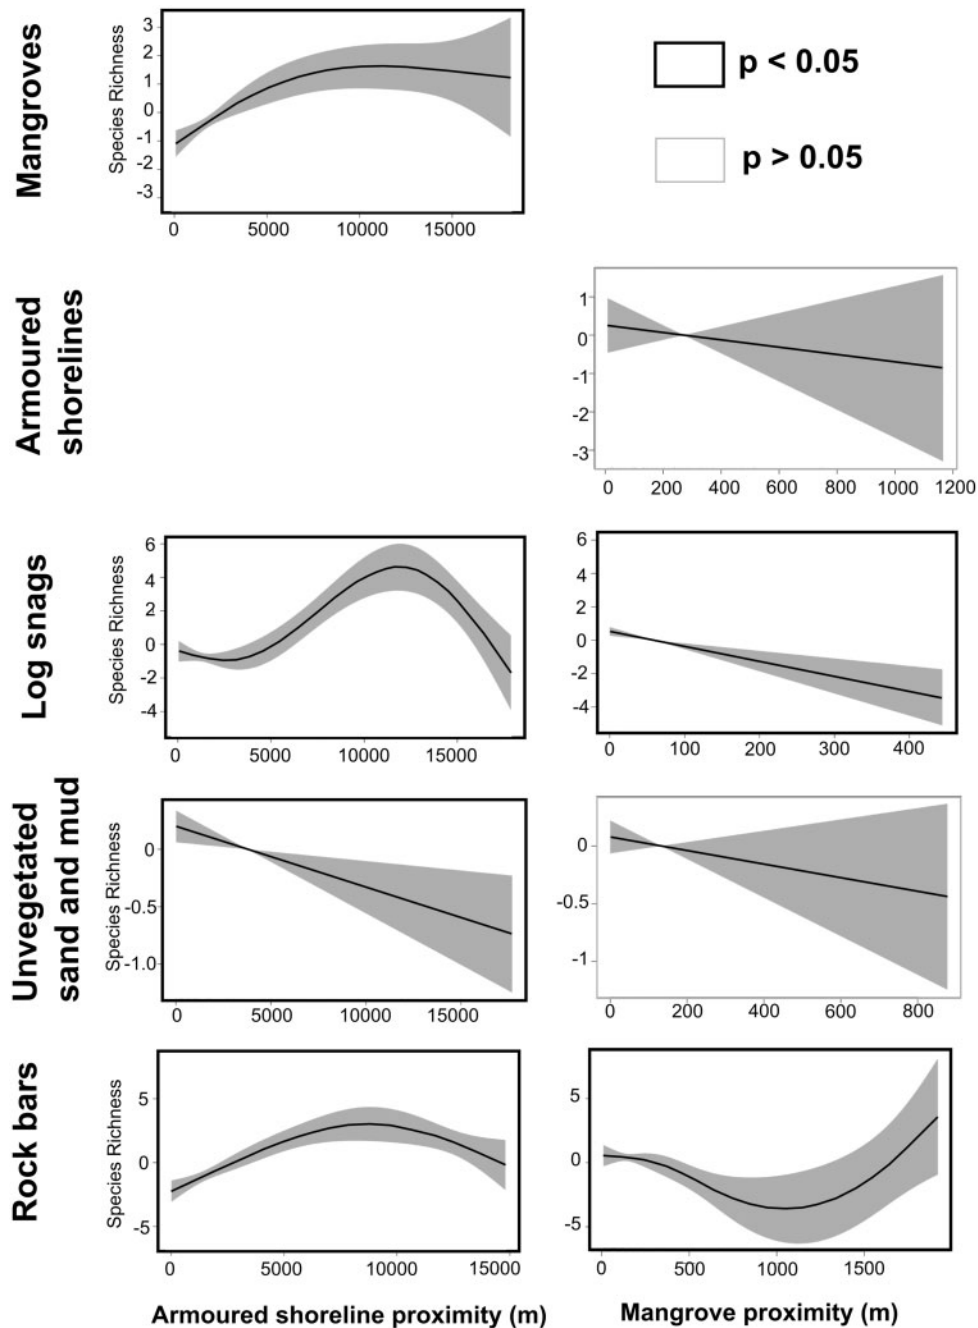 Mangroves
Species Richness
3
2
1
0
-1
-2
-3
0 5000 10000 15000
p < 0.05
p > 0.05
Armoured
shorelines
1
0
-1
-2
-3
0 200 400 600 800 1000 1200
Log snags
Species Richness
6
4
2
0
-2
-4
0 5000 10000 15000
6
4
2
0
-2
-4
0 100 200 300 400
Unvegetated
sand and mud
Species Richness
0
-0.5
-1.0
0 5000 10000 15000
0
-0.5
-1
0 200 400 600 800
Rock bars
Species Richness
5
0
-5
0 5000 10000 15000
5
0
-5
0 500 1000 1500
Armoured shoreline proximity (m)
Mangrove proximity (m)